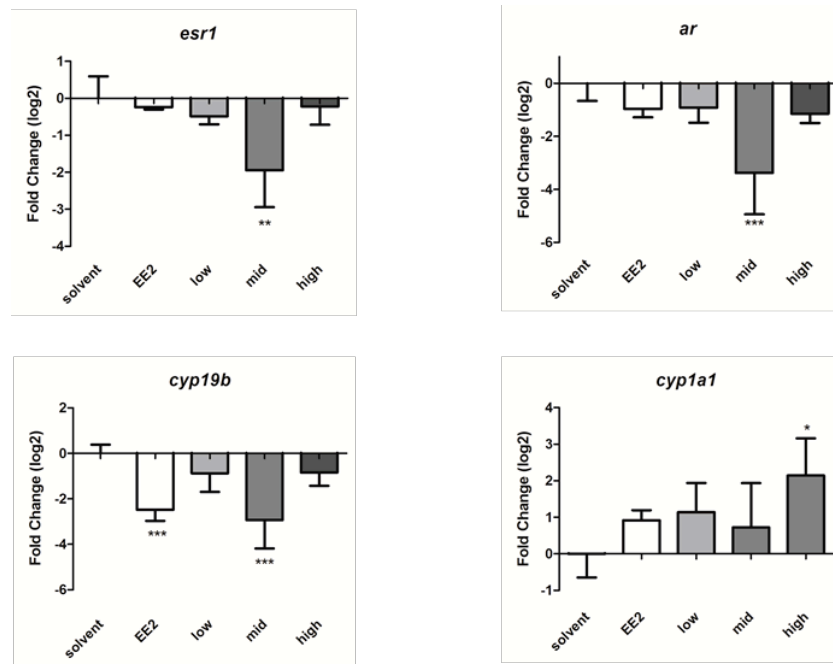 esr1
Fold Change (log2)
1
0
-1
-2
-3
-4
**
solvent
EE2
low
mid
high
ar
Fold Change (log2)
0
-2
-4
-6
***
solvent
EE2
low
mid
high
cyp19b
Fold Change (log2)
2
0
-2
-4
-6
***
***
solvent
EE2
low
mid
high
cyp1a1
Fold Change (log2)
4
3
2
1
0
-1
*
solvent
EE2
low
mid
high